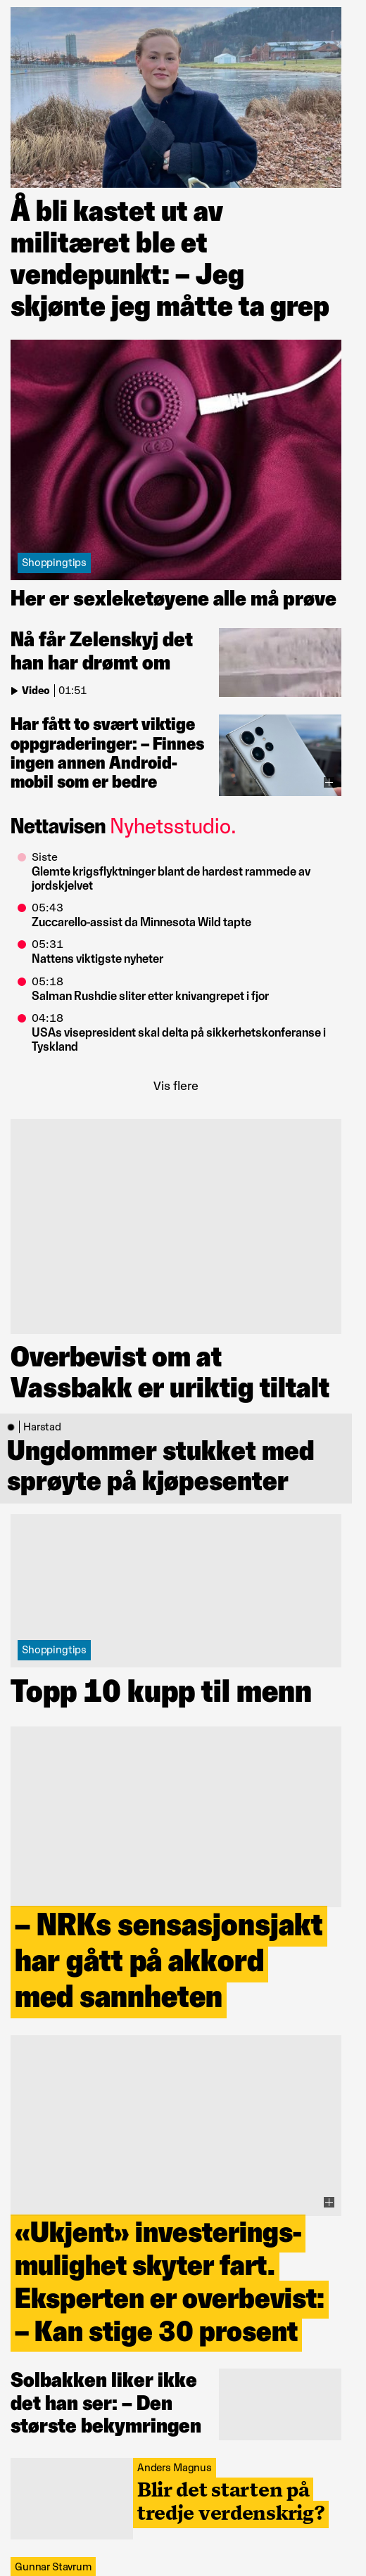 Å bli kastet ut av
militæret ble et
vendepunkt: – Jeg
skjønte jeg måtte ta grep
Shoppingtips
Her er sexleketøyene alle må prøve
Nå får Zelenskyj det
han har drømt om
Video | 01:51
Har fått to svært viktige
oppgraderinger: – Finnes
ingen annen Android-
mobil som er bedre
Nettavisen Nyhetsstudio.
Siste
Glemte krigsflyktninger blant de hardest rammede av
jordskjelvet
05:43
Zuccarello-assist da Minnesota Wild tapte
05:31
Nattens viktigste nyheter
05:18
Salman Rushdie sliter etter knivangrepet i fjor
04:18
USAs visepresident skal delta på sikkerhetskonferanse i
Tyskland
Vis flere
Overbevist om at
Vassbakk er uriktig tiltalt
| Harstad
Ungdommer stukket med
sprøyte på kjøpesenter
Shoppingtips
Topp 10 kupp til menn
– NRKs sensasjonsjakt
har gått på akkord
med sannheten
«Ukjent» investerings-
mulighet skyter fart.
Eksperten er overbevist:
– Kan stige 30 prosent
Solbakken liker ikke
det han ser: – Den
største bekymringen
Anders Magnus
Blir det starten på
tredje verdenskrig?
Gunnar Stavrum